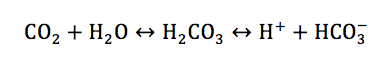 CO₂ + H₂O ↔ H₂CO₃ ↔ H⁺ + HCO₃⁻